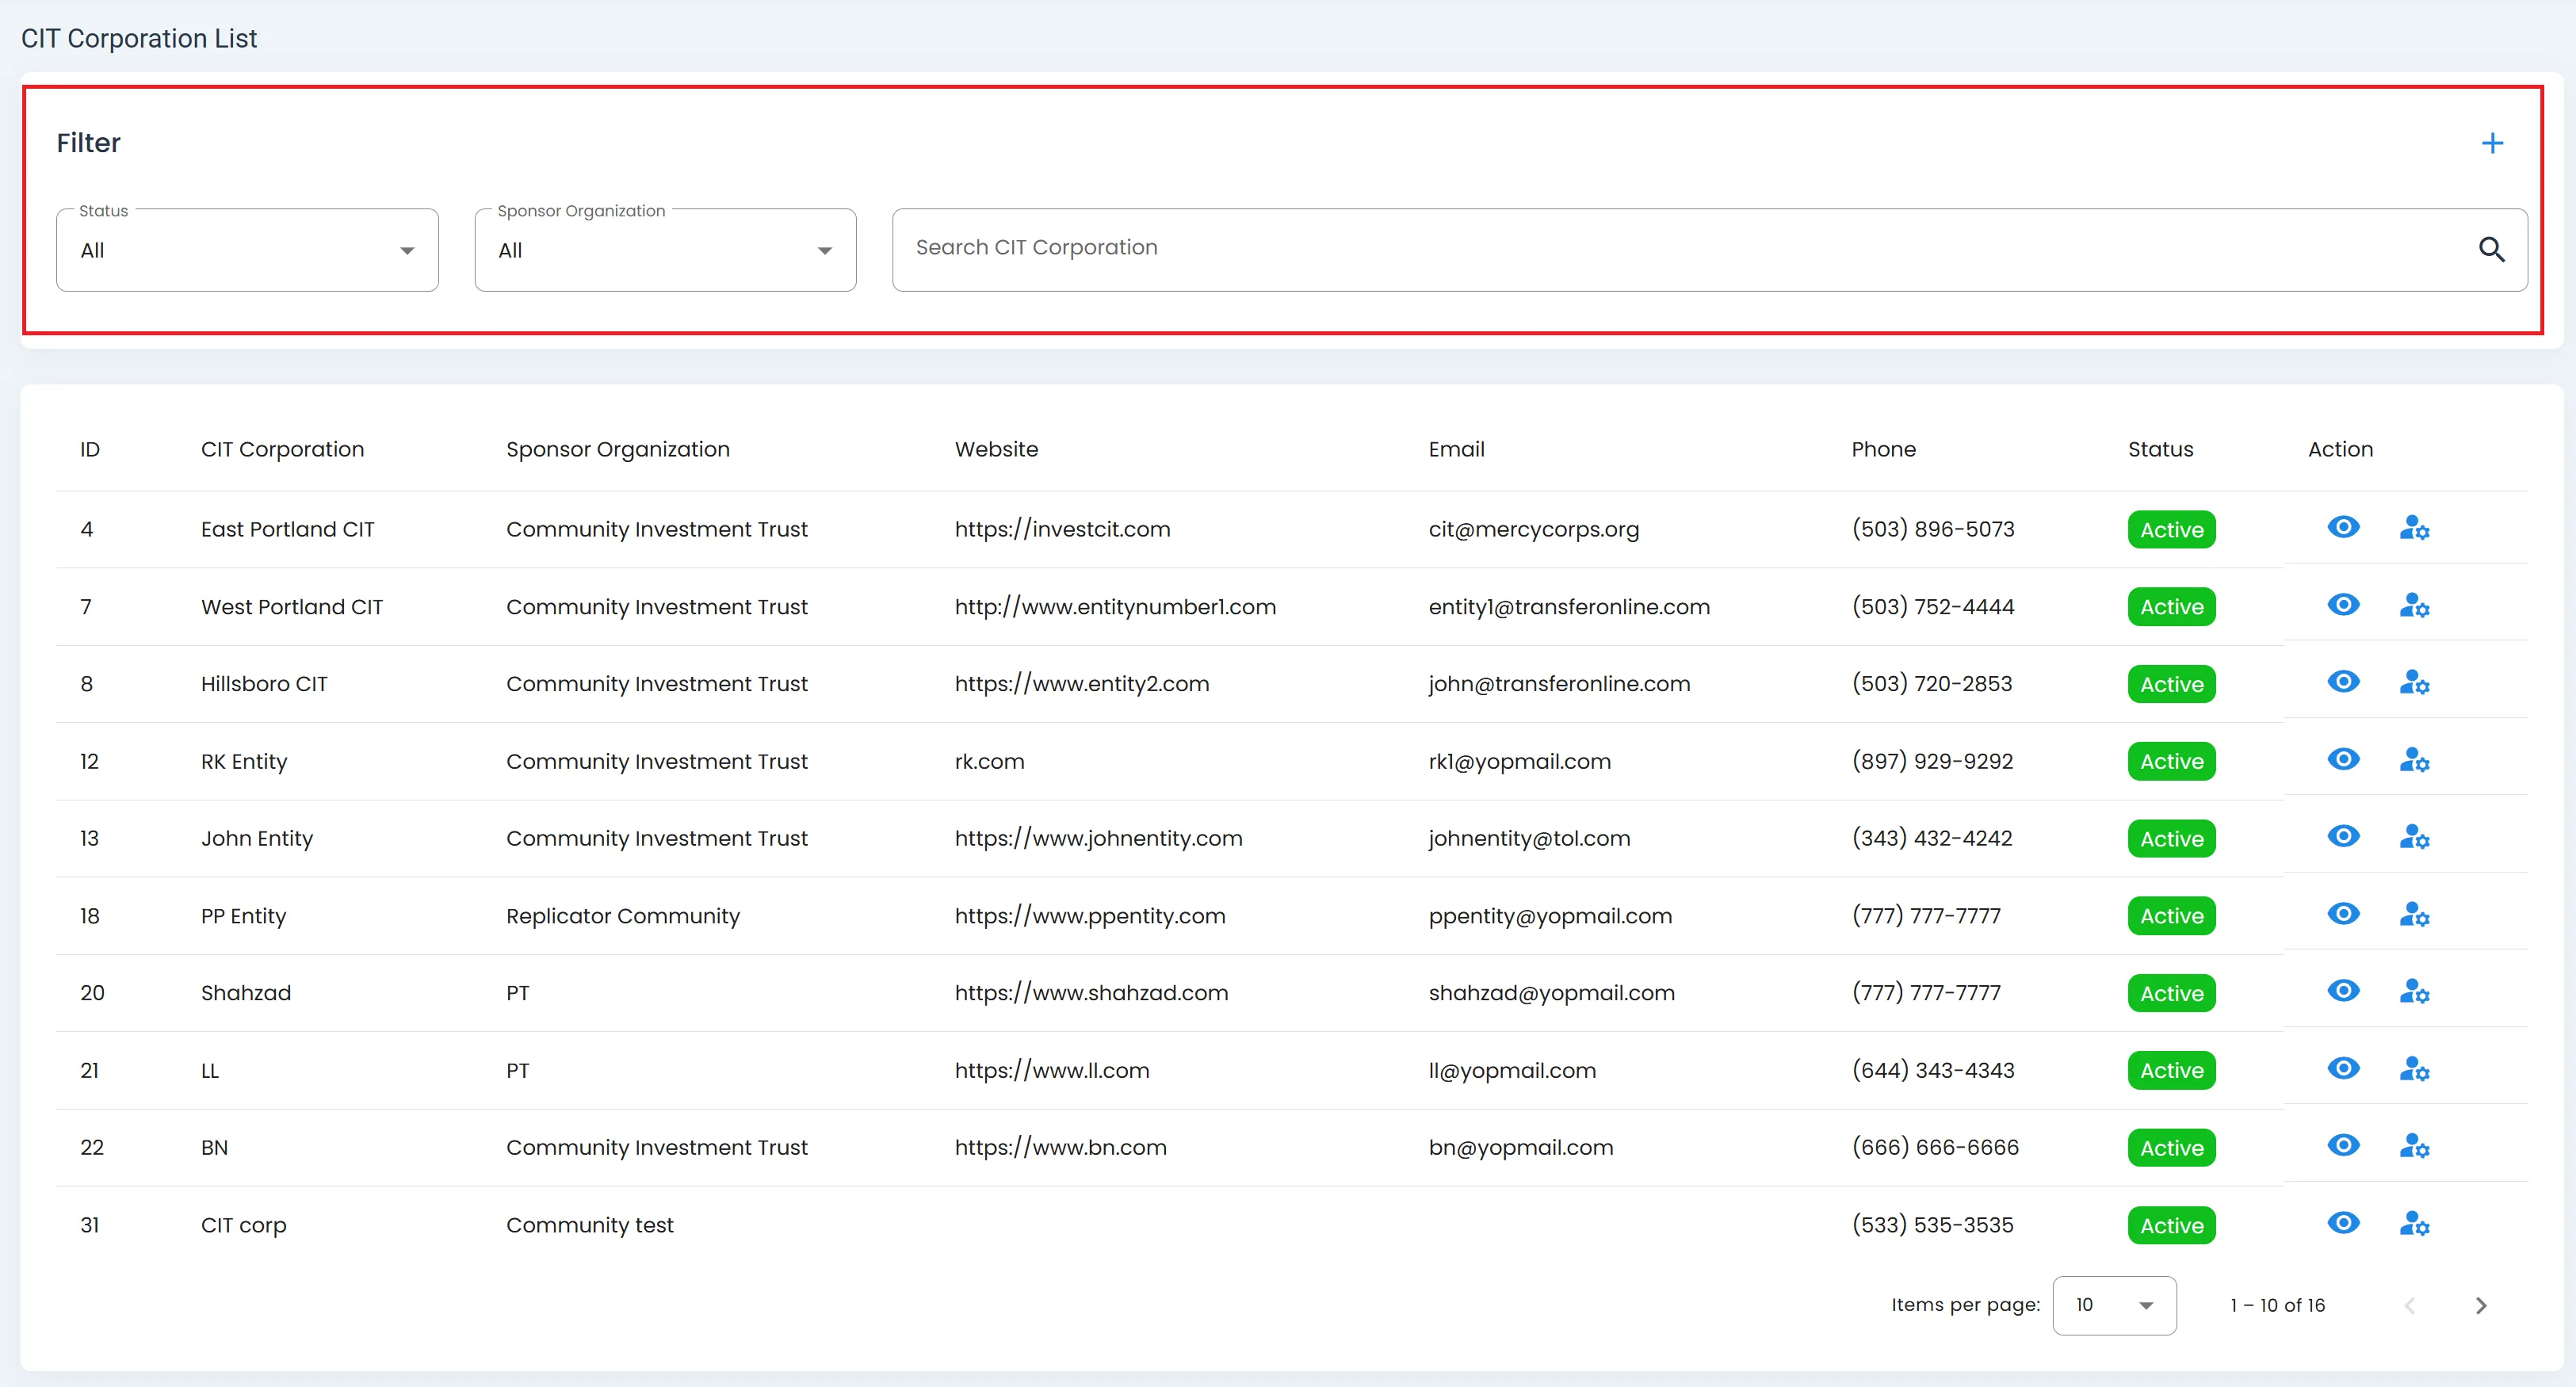 CIT Corporation List
Filter
Status
All
Sponsor Organization
All
Search CIT Corporation
ID CIT Corporation Sponsor Organization Website Email Phone Status Action
4 East Portland CIT Community Investment Trust https://investcit.com cit@mercycorps.org (503) 896-5073 Active
7 West Portland CIT Community Investment Trust http://www.entitynumber1.com entity1@transferonline.com (503) 752-4444 Active
8 Hillsboro CIT Community Investment Trust https://www.entity2.com john@transferonline.com (503) 720-2853 Active
12 RK Entity Community Investment Trust rk.com rk1@yopmail.com (897) 929-9292 Active
13 John Entity Community Investment Trust https://www.johnentity.com johnentity@tol.com (343) 432-4242 Active
18 PP Entity Replicator Community https://www.ppentity.com ppentity@yopmail.com (777) 777-7777 Active
20 Shahzad PT https://www.shahzad.com shahzad@yopmail.com (777) 777-7777 Active
21 LL PT https://www.ll.com ll@yopmail.com (644) 343-4343 Active
22 BN Community Investment Trust https://www.bn.com bn@yopmail.com (666) 666-6666 Active
31 CIT corp Community test (533) 535-3535 Active
Items per page: 10 1 – 10 of 16